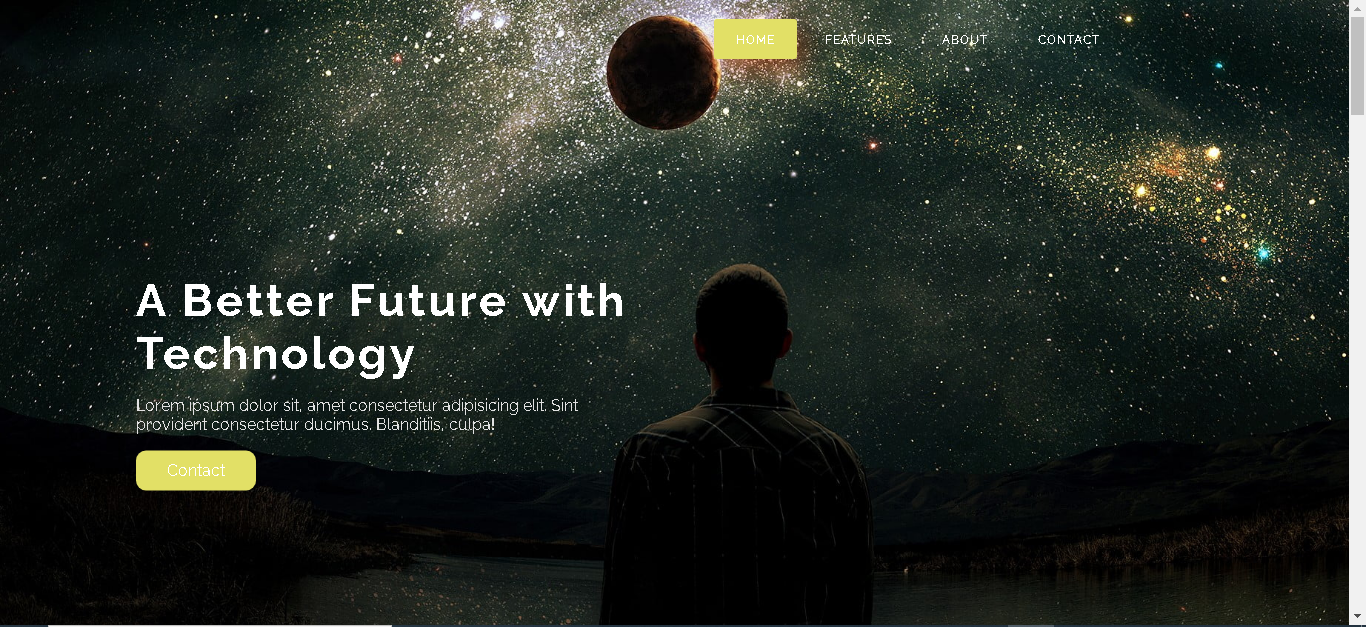 HOME FEATURES ABOUT CONTACT
A Better Future with
Technology
Lorem ipsum dolor sit, amet consectetur adipisicing elit. Sint
provident consectetur ducimus. Blanditiis, culpa!
Contact